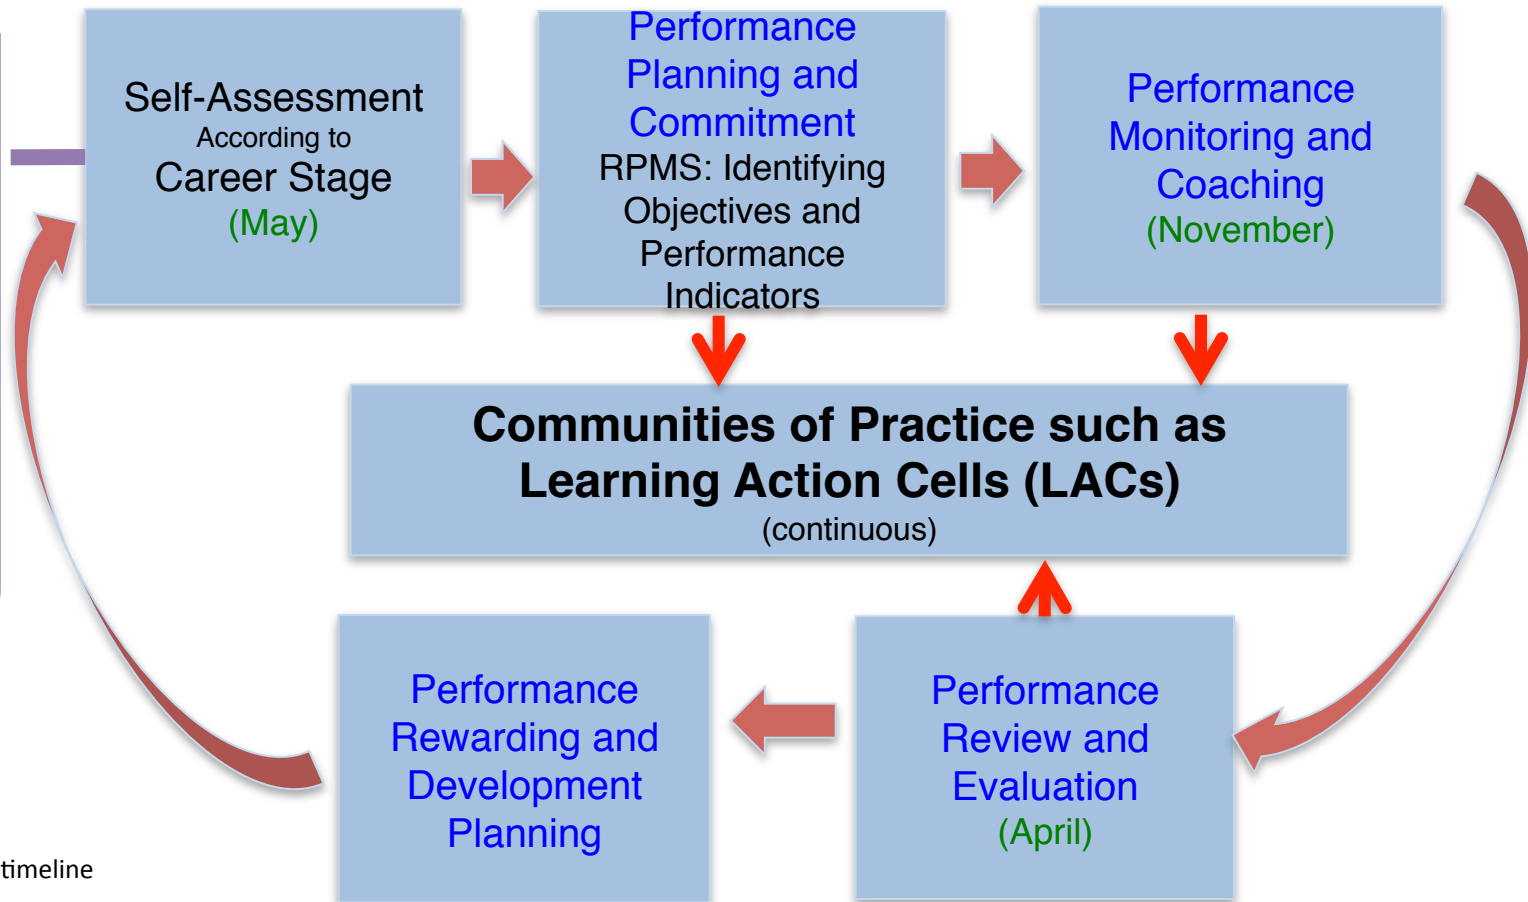 Self-Assessment
According to
Career Stage
(May)
Performance
Planning and
Commitment
RPMS: Identifying
Objectives and
Performance
Indicators
Performance
Monitoring and
Coaching
(November)
Communities of Practice such as
Learning Action Cells (LACs)
(continuous)
Performance
Rewarding and
Development
Planning
Performance
Review and
Evaluation
(April)
timeline